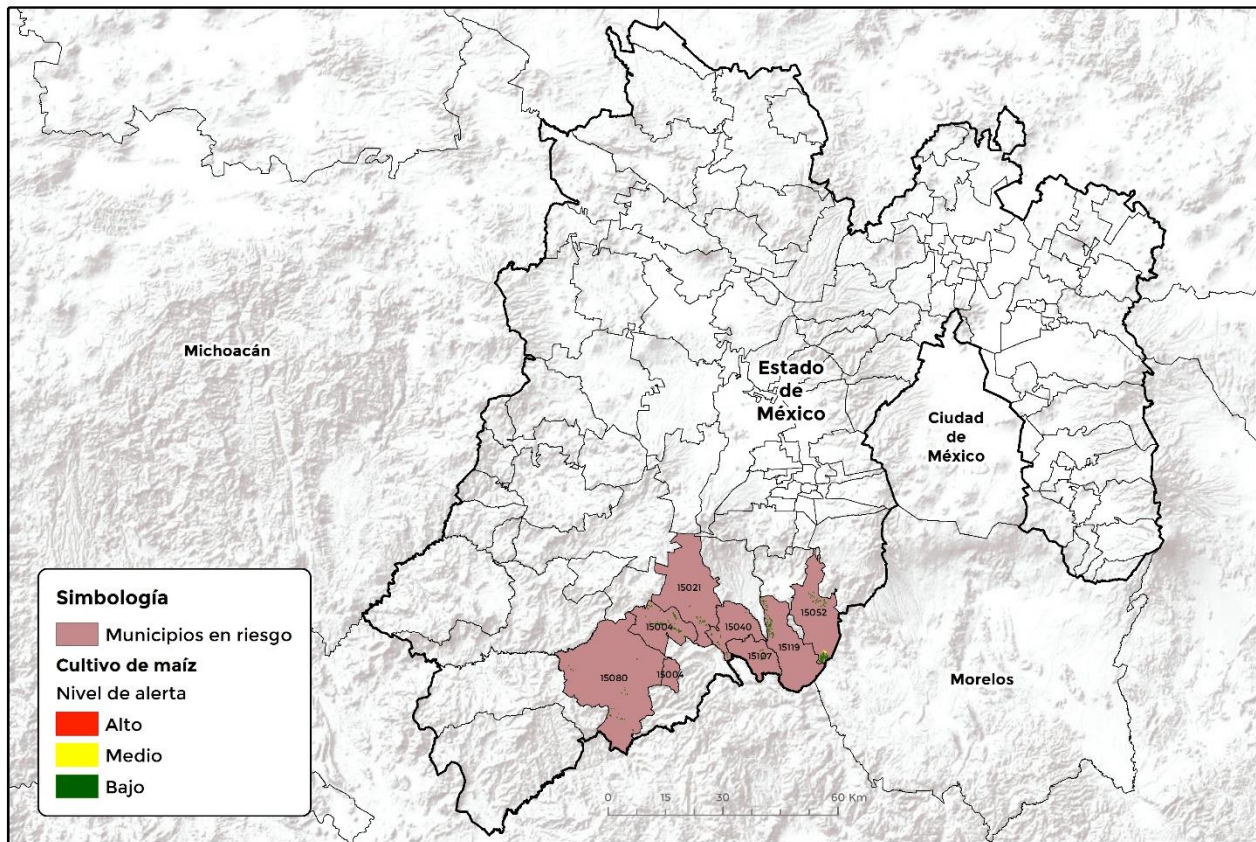 Michoacán
Estado
de
México
Ciudad
de
México
Morelos
15021
15004
15040
15052
15107
15119
15080
15004
Simbología
Municipios en riesgo
Cultivo de maíz
Nivel de alerta
Alto
Medio
Bajo
0 15 30 60 Km